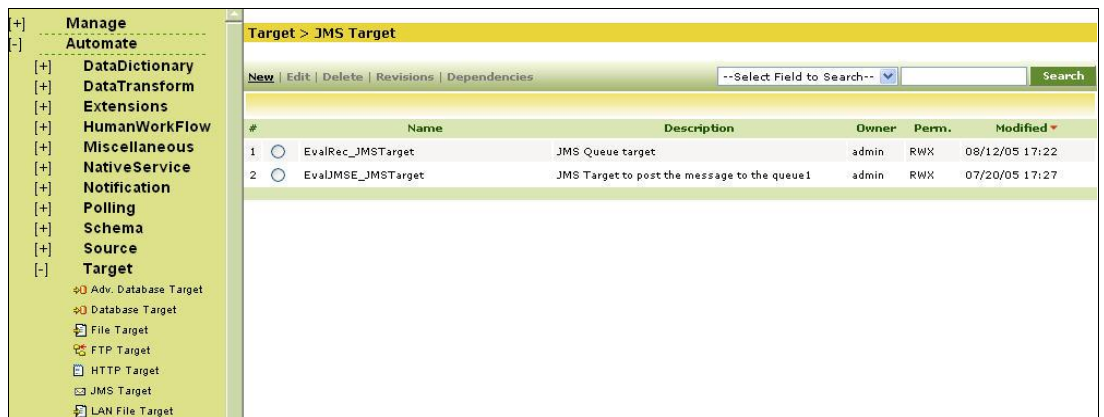 [+] Manage
[-] Automate
[+] DataDictionary
[+] DataTransform
[+] Extensions
[+] HumanWorkFlow
[+] Miscellaneous
[+] NativeService
[+] Notification
[+] Polling
[+] Schema
[+] Source
[-] Target
Adv. Database Target
Database Target
File Target
FTP Target
HTTP Target
JMS Target
LAN File Target
Target > JMS Target
New | Edit | Delete | Revisions | Dependencies --Select Field to Search-- Search
# Name Description Owner Perm. Modified
1 EvalRec_JMSTarget JMS Queue target admin RWX 08/12/05 17:22
2 EvalJMSE_JMSTarget JMS Target to post the message to the queue1 admin RWX 07/20/05 17:27